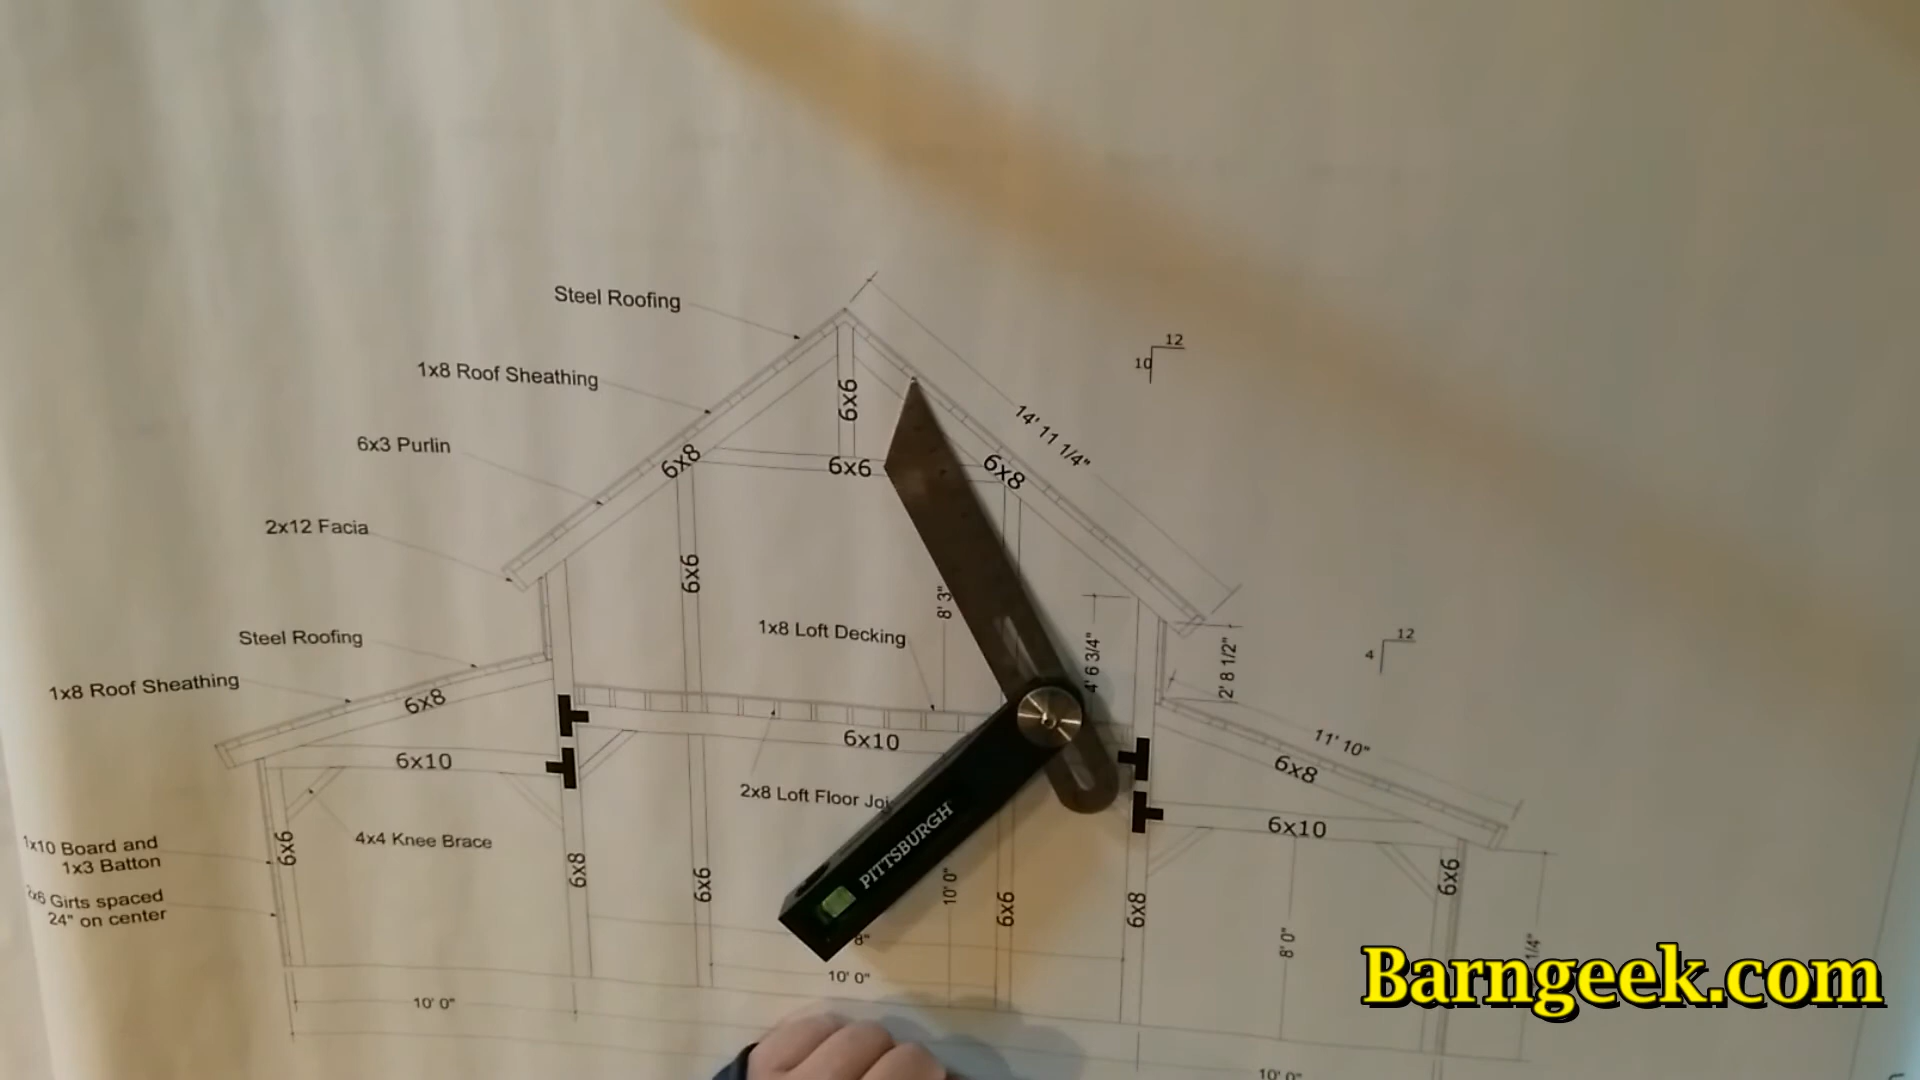 Steel Roofing
12
10
1x8 Roof Sheathing
6x6
14' 11 1/4"
6x3 Purlin
6x8
6x6
6x8
2x12 Facia
6x6
8' 3"
1x8 Loft Decking
Steel Roofing
12
4
4' 6 3/4"
2' 8 1/2"
1x8 Roof Sheathing
6x8
6x10
11' 10"
6x8
6x10
2x8 Loft Floor
6x10
4x4 Knee Brace
1x10 Board and
1x3 Batton
6x6
6x8
6x6
PITTSBURGH
10' 0"
6x6
6x8
6x6
Girts spaced
24" on center
8"
8' 0"
1/4"
10' 0"
10' 0"
10' 0"
Barngeek.com